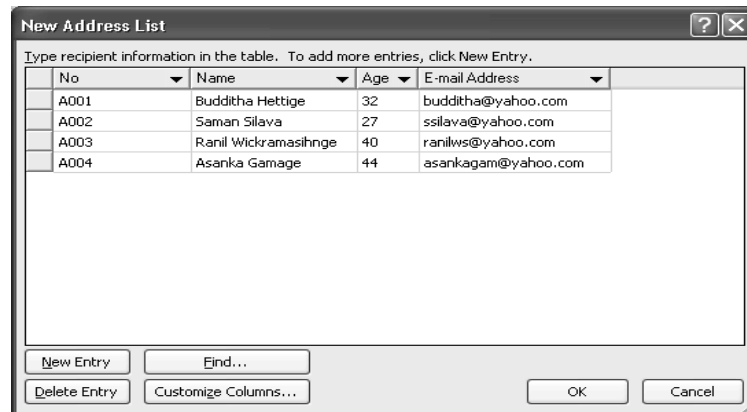 New Address List
Type recipient information in the table. To add more entries, click New Entry.
No Name Age E-mail Address
A001 Budditha Hettige 32 budditha@yahoo.com
A002 Saman Silava 27 ssilava@yahoo.com
A003 Ranil Wickramasihnge 40 ranilws@yahoo.com
A004 Asanka Gamage 44 asankagam@yahoo.com
New Entry Find...
Delete Entry Customize Columns... OK Cancel